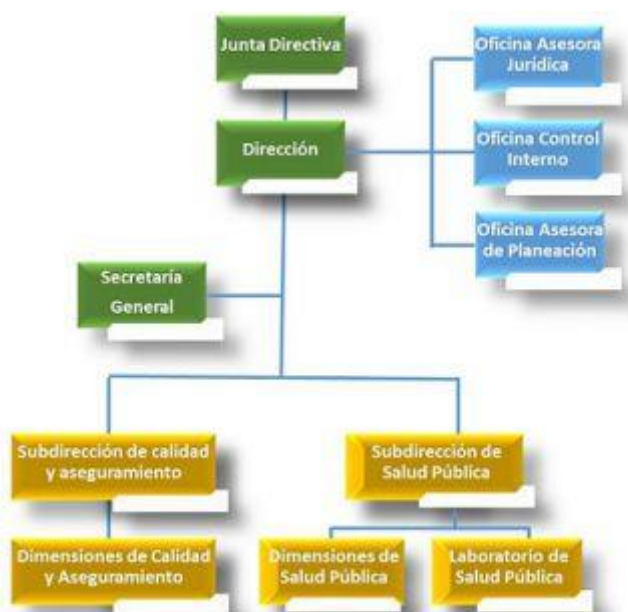 Junta Directiva
Oficina Asesora
Jurídica
Dirección
Oficina Control
Interno
Oficina Asesora
de Planeación
Secretaría
General
Subdirección de calidad
y aseguramiento
Subdirección de
Salud Pública
Dimensiones de Calidad
y Aseguramiento
Dimensiones de
Salud Pública
Laboratorio de
Salud Pública